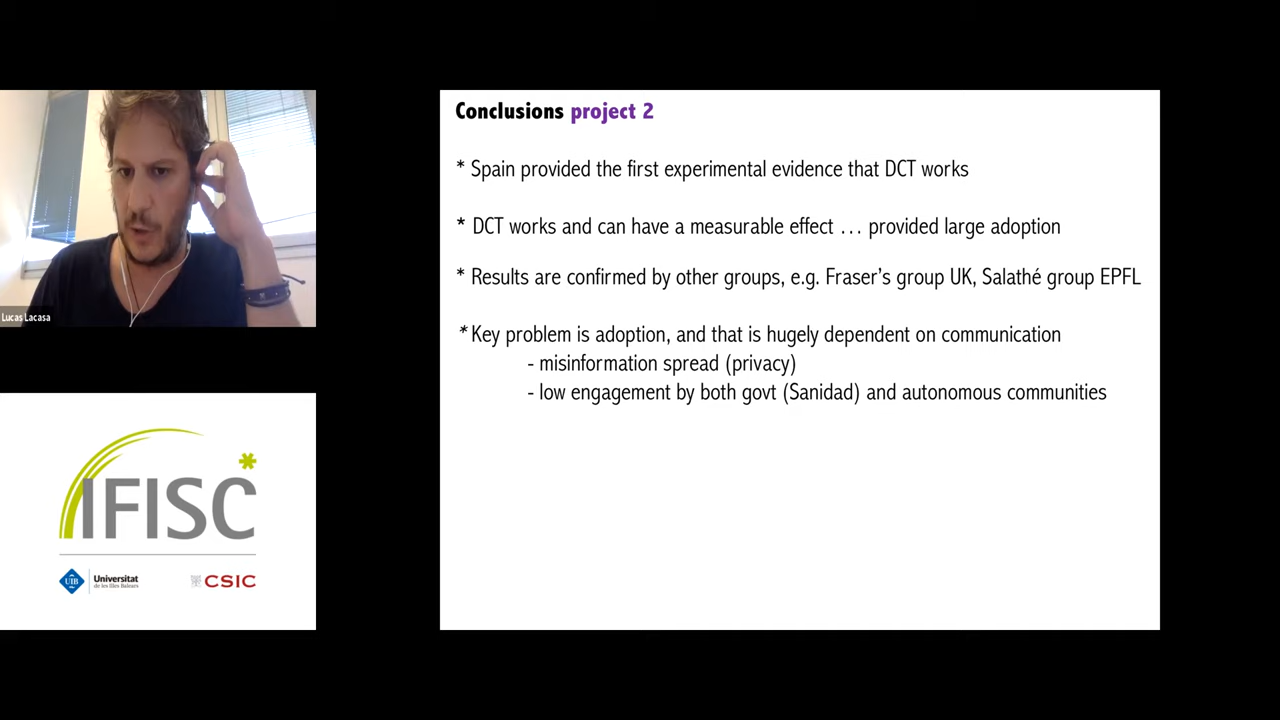 Conclusions project 2
* Spain provided the first experimental evidence that DCT works
* DCT works and can have a measurable effect … provided large adoption
* Results are confirmed by other groups, e.g. Fraser's group UK, Salathé group EPFL
* Key problem is adoption, and that is hugely dependent on communication
- misinformation spread (privacy)
- low engagement by both govt (Sanidad) and autonomous communities
Lucas Lacasa
IFISC
UIB
Universitat
de les Illes Balears
CSIC